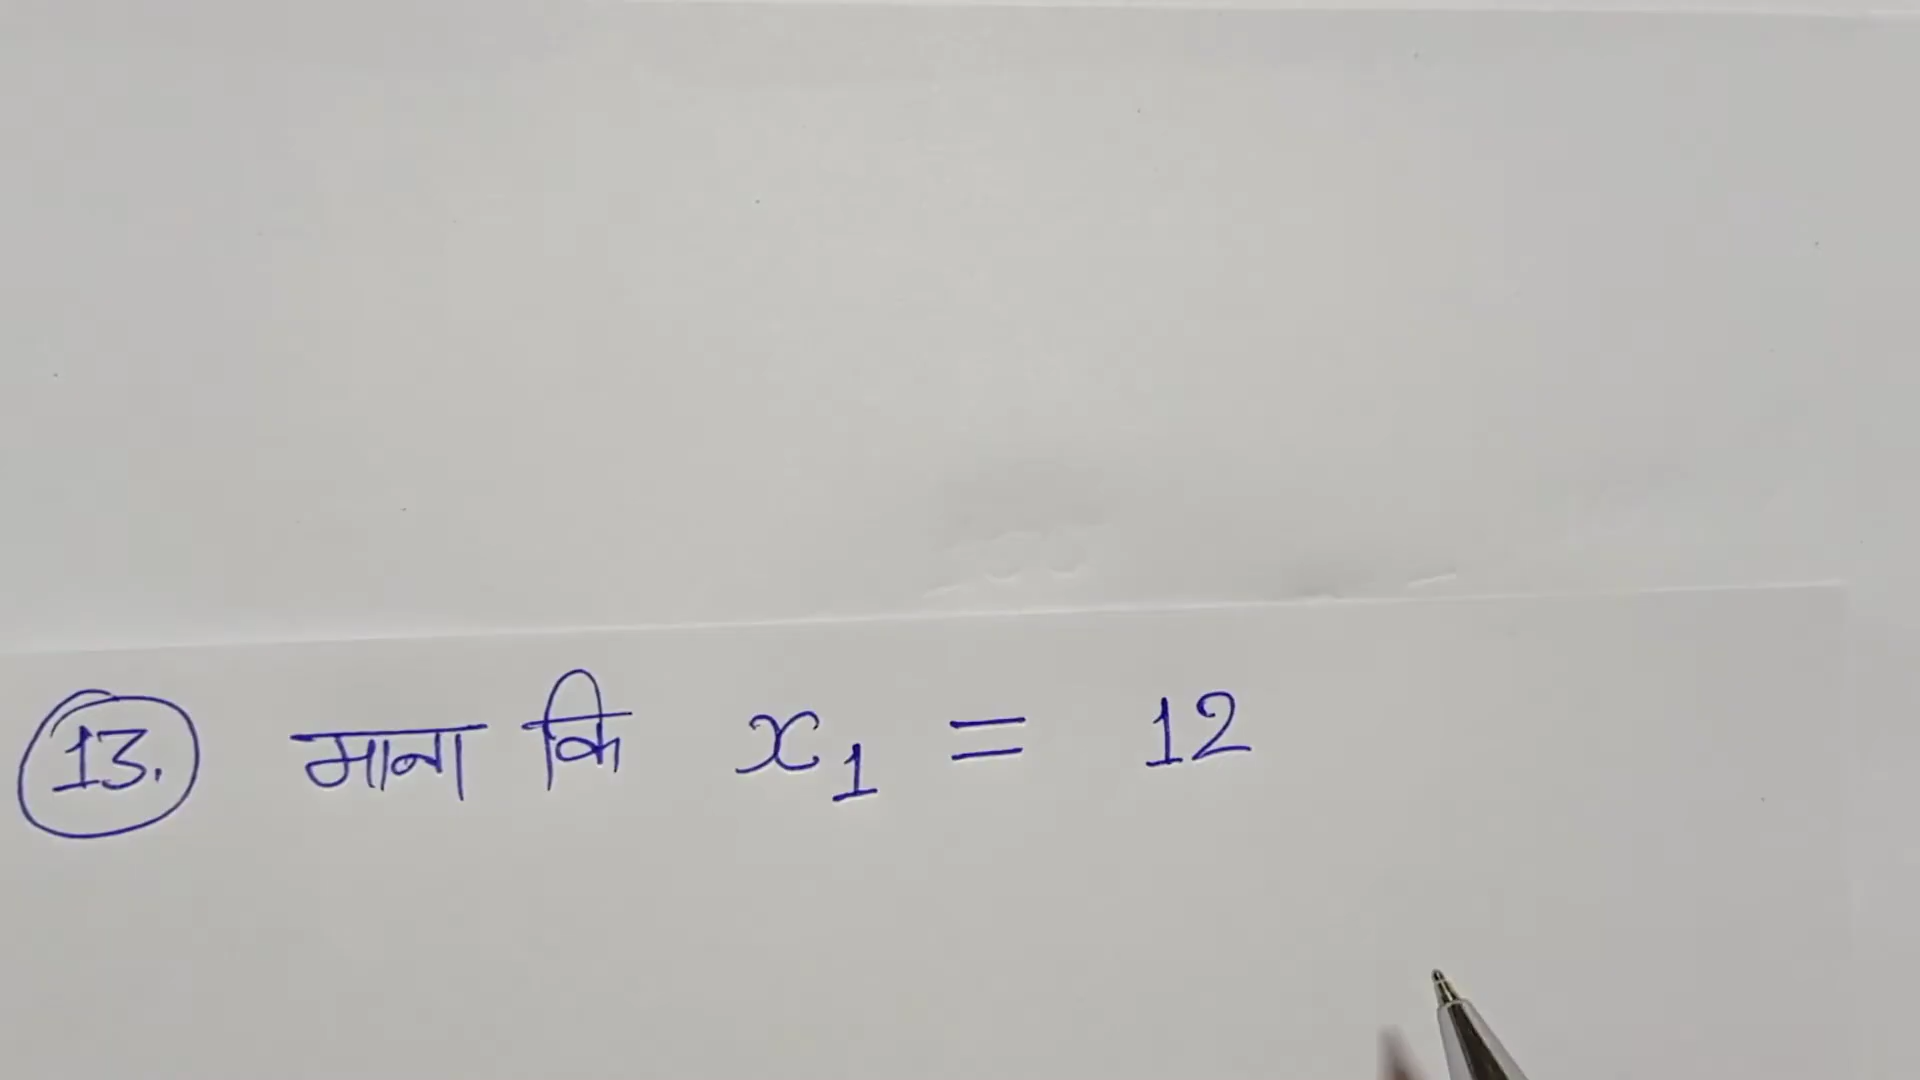 13. माना कि x₁ = 12